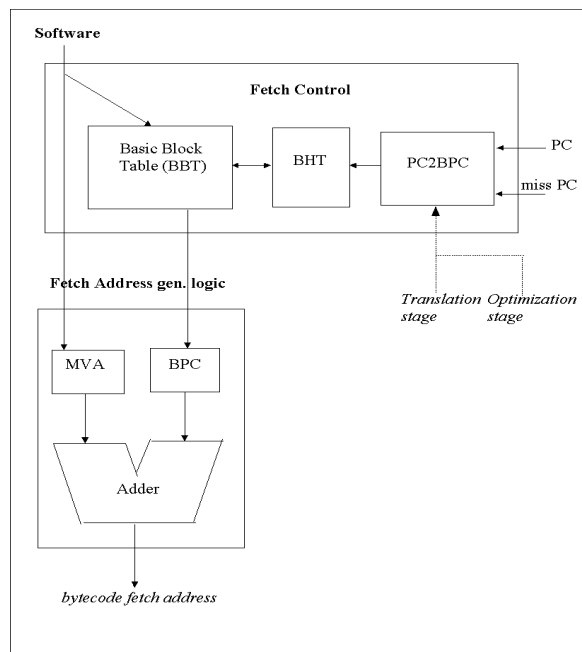 Software
Fetch Control
Basic Block
Table (BBT)
BHT
PC2BPC
PC
miss PC
Fetch Address gen. logic
Translation
stage
Optimization
stage
MVA
BPC
Adder
bytecode fetch address